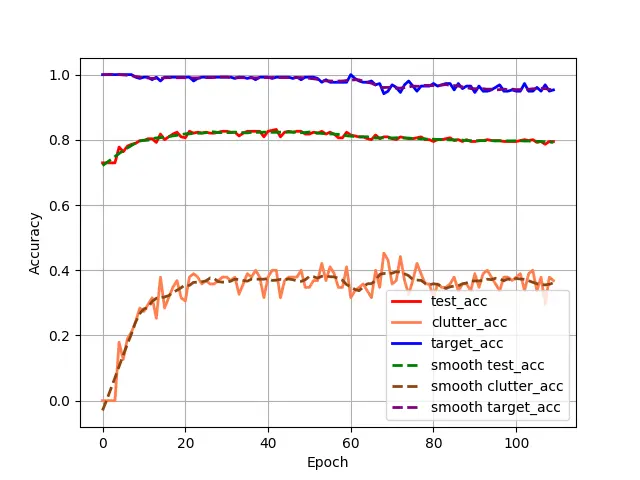 1.0
0.8
0.6
0.4
0.2
0.0
Accuracy
test_acc
clutter_acc
target_acc
smooth test_acc
smooth clutter_acc
smooth target_acc
0 20 40 60 80 100
Epoch